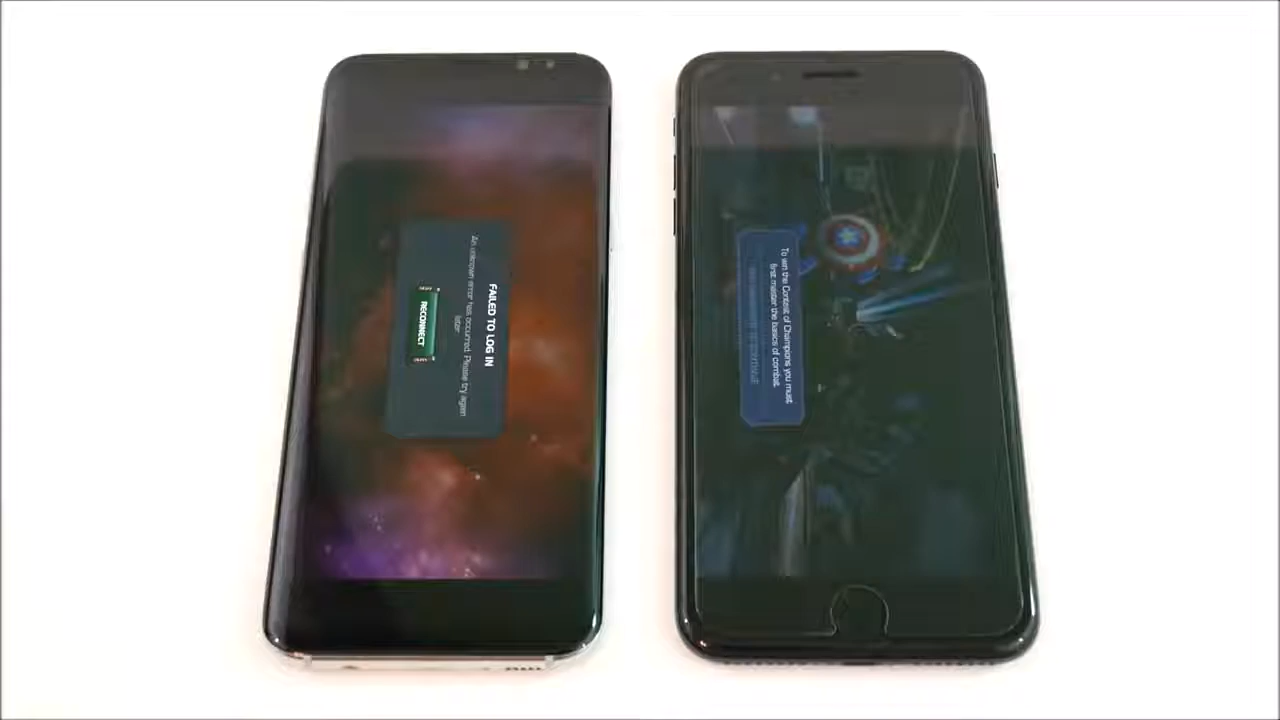 FAILED TO LOG IN
An unknown error has occurred. Please try again
later
RECONNECT
To win the Contest of Champions you must
first master the basics of combat.